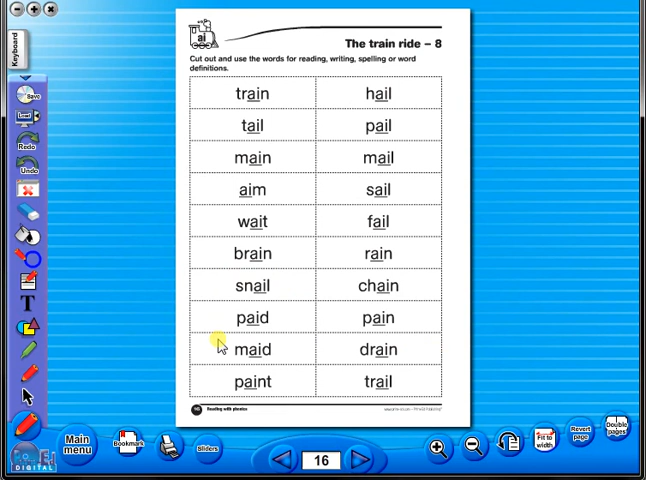 Keyboard
ai
The train ride – 8
Cut out and use the words for reading, writing, spelling or word
definitions.
train hail
tail pail
main mail
aim sail
wait fail
brain rain
snail chain
paid pain
maid drain
paint trail
Reading with phonics
Save
Load
Redo
Undo
T
Main
menu
Bookmark
Sliders
16
Fit to
width
Revert
page
Double
pages
DIGITAL